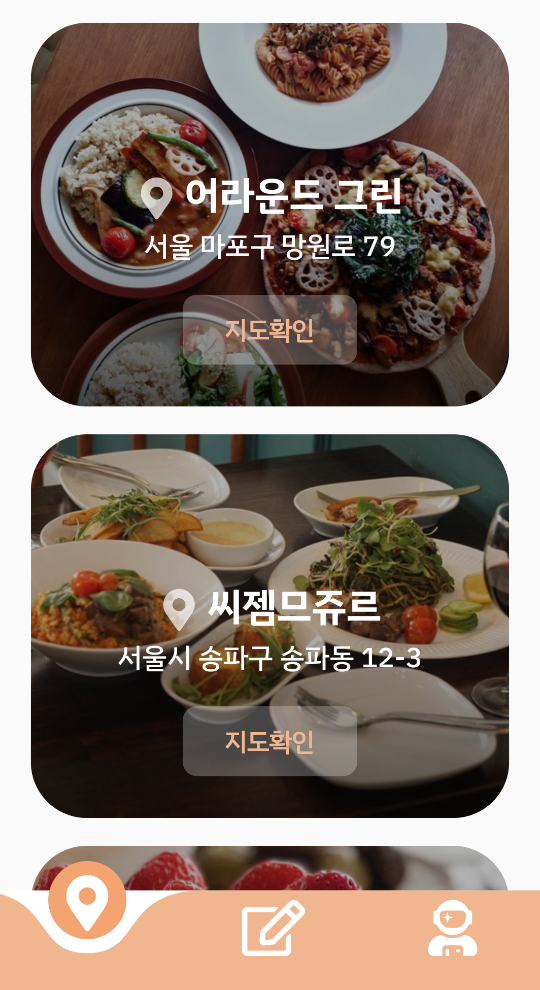 어라운드 그린
서울 마포구 망원로 79
지도확인
씨젬므쥬르
서울시 송파구 송파동 12-3
지도확인